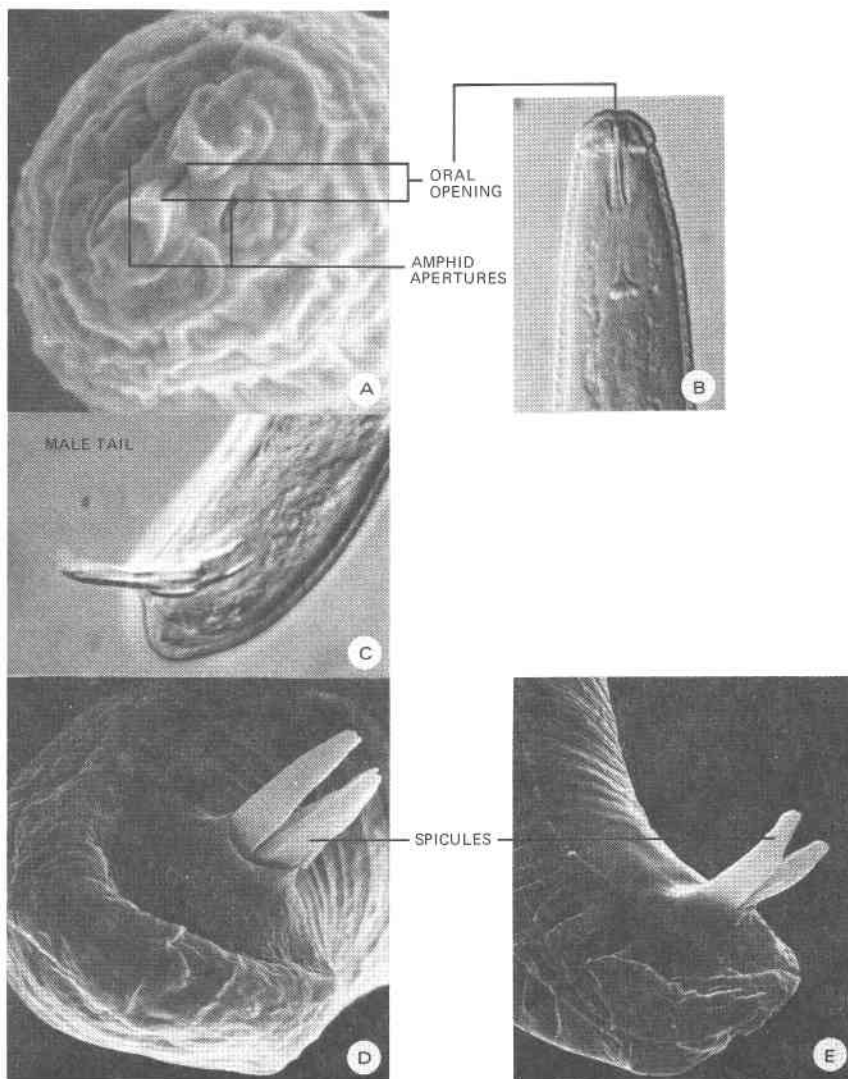 ORAL
OPENING
AMPHID
APERTURES
A
B
MALE TAIL
C
SPICULES
D
E